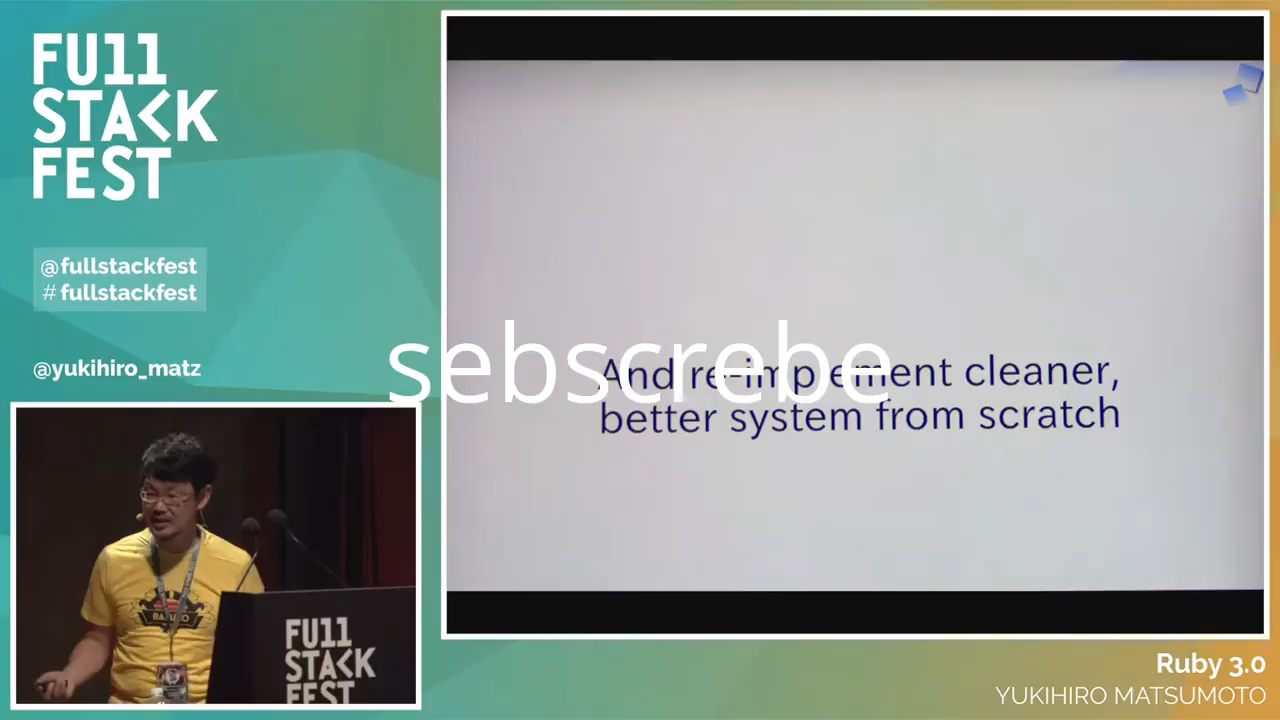 FULL
STACK
FEST
@fullstackfest
# fullstackfest
@yukihiro_matz
sebscrebe
And re-implement cleaner,
better system from scratch
FULL
STACK
FEST
Ruby 3.0
YUKIHIRO MATSUMOTO